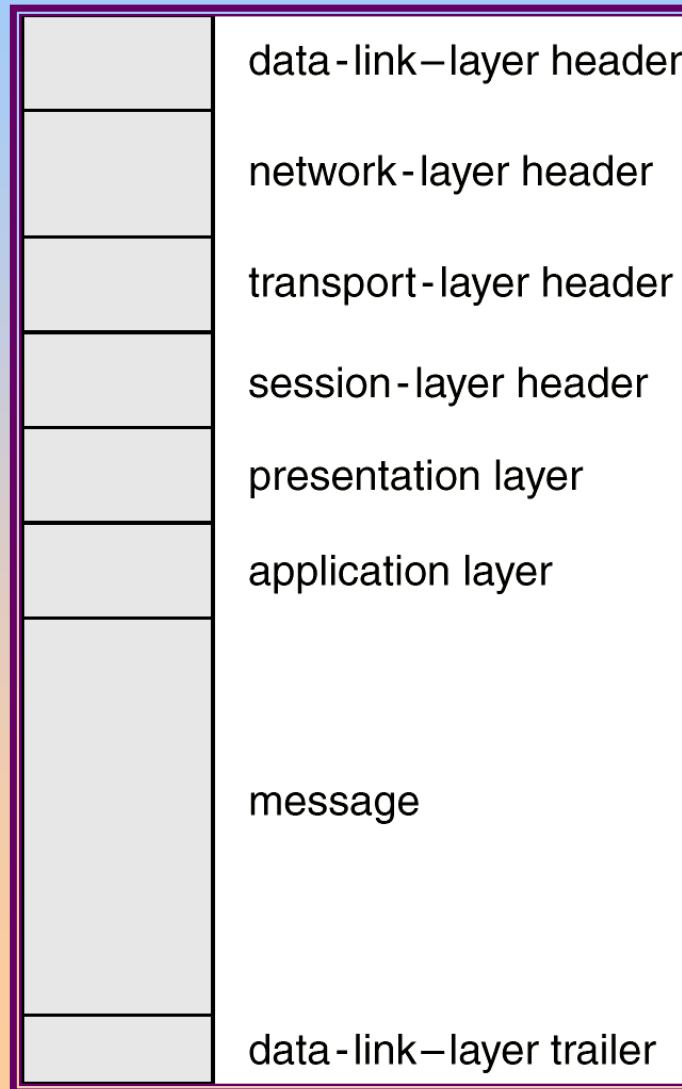 data-link–layer header
network-layer header
transport-layer header
session-layer header
presentation layer
application layer
message
data-link–layer trailer